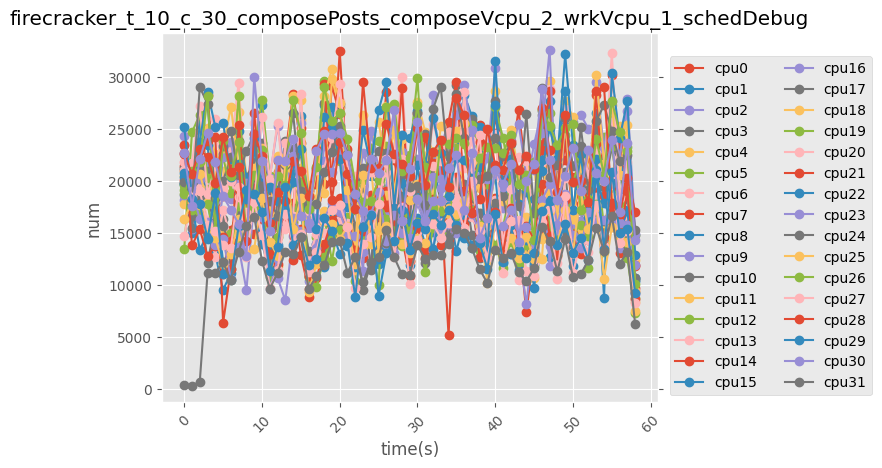 firecracker_t_10_c_30_composePosts_composeVcpu_2_wrkVcpu_1_schedDebug
30000
25000
20000
15000
10000
5000
0
num
0 10 20 30 40 50 60
time(s)
cpu0 cpu16
cpu1 cpu17
cpu2 cpu18
cpu3 cpu19
cpu4 cpu20
cpu5 cpu21
cpu6 cpu22
cpu7 cpu23
cpu8 cpu24
cpu9 cpu25
cpu10 cpu26
cpu11 cpu27
cpu12 cpu28
cpu13 cpu29
cpu14 cpu30
cpu15 cpu31